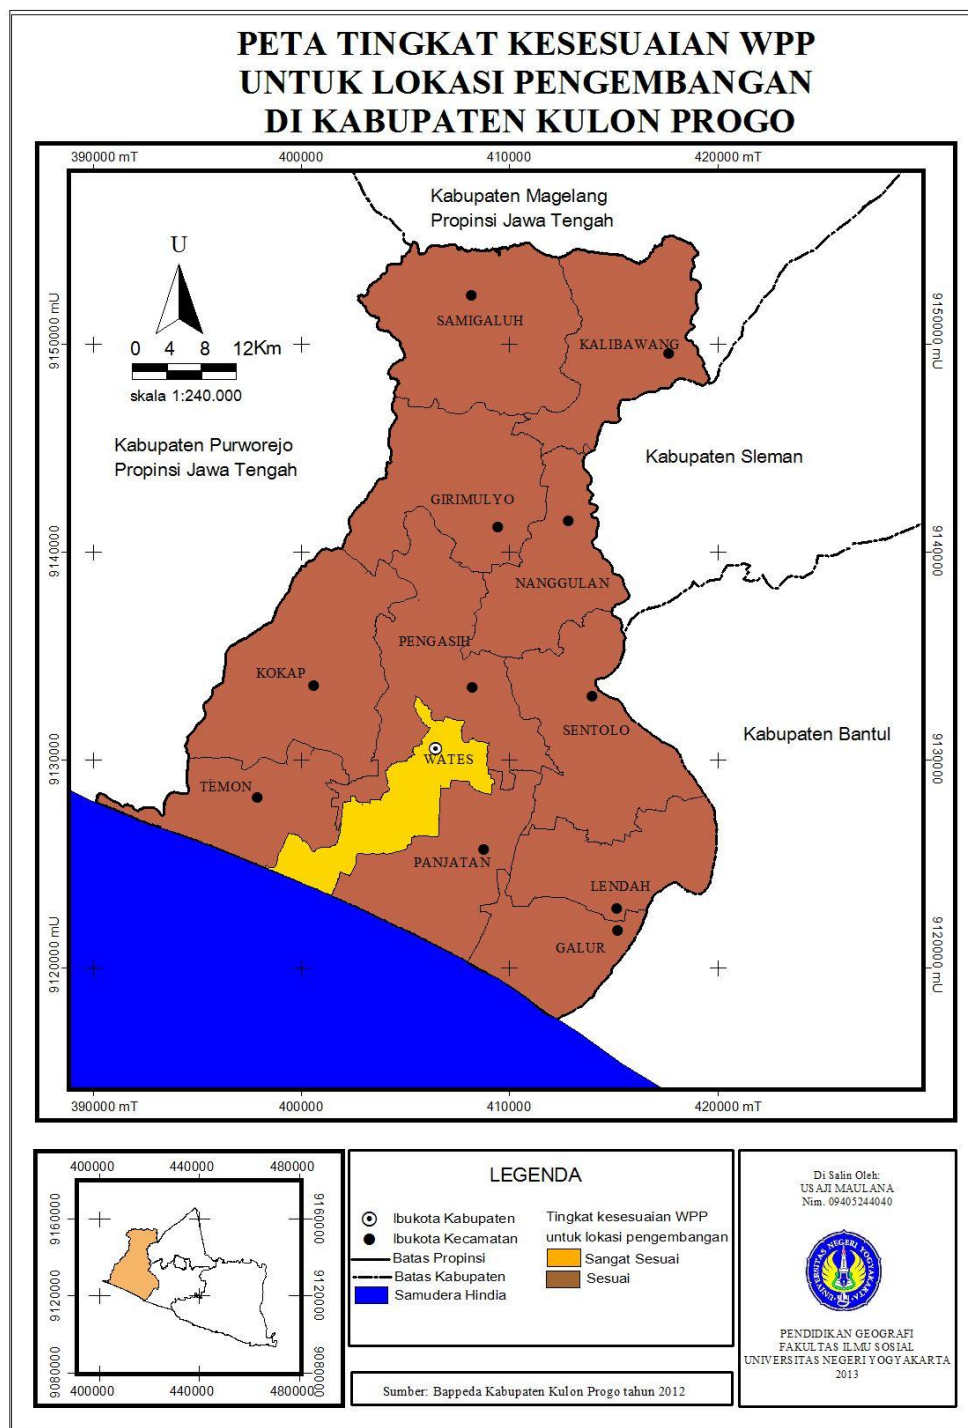 PETA TINGKAT KESESUAIAN WPP
UNTUK LOKASI PENGEMBANGAN
DI KABUPATEN KULON PROGO
390000 mT
400000
410000
420000 mT
Kabupaten Magelang
Propinsi Jawa Tengah
U
0 4 8 12Km
skala 1:240.000
9150000 mU
9150000 mU
SAMIGALUH
KALIBAWANG
Kabupaten Purworejo
Propinsi Jawa Tengah
Kabupaten Sleman
GIRIMULYO
9140000
9140000
NANGGULAN
PENGASIH
KOKAP
SENTOLO
Kabupaten Bantul
9130000
9130000
WATES
TEMON
PANJATAN
LENDAH
GALUR
9120000 mU
9120000 mU
390000 mT
400000
410000
420000 mT
400000
440000
480000
9160000
9160000
9120000
9120000
9080000
9080000
400000
440000
480000
LEGENDA
Ibukota Kabupaten
Ibukota Kecamatan
Batas Propinsi
Batas Kabupaten
Samudera Hindia
Tingkat kesesuaian WPP
untuk lokasi pengembangan
Sangat Sesuai
Sesuai
Sumber: Bappeda Kabupaten Kulon Progo tahun 2012
Di Salin Oleh:
USAJI MAULANA
Nim. 09405244040
UNIVERSITAS NEGERI YOGYAKARTA
PENDIDIKAN GEOGRAFI
FAKULTAS ILMU SOSIAL
UNIVERSITAS NEGERI YOGYAKARTA
2013